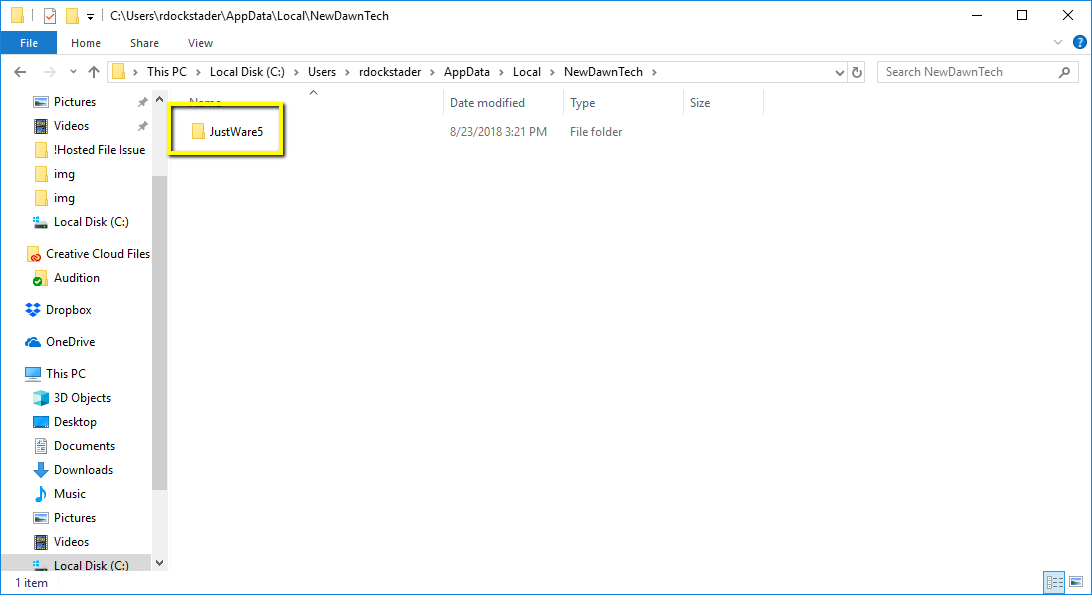 C:\Users\rdockstader\AppData\Local\NewDawnTech
File Home Share View
This PC Local Disk (C:) Users rdockstader AppData Local NewDawnTech
Search NewDawnTech
Name Date modified Type Size
JustWare5 8/23/2018 3:21 PM File folder
Pictures
Videos
!Hosted File Issue
img
img
Local Disk (C:)
Creative Cloud Files
Audition
Dropbox
OneDrive
This PC
3D Objects
Desktop
Documents
Downloads
Music
Pictures
Videos
Local Disk (C:)
1 item